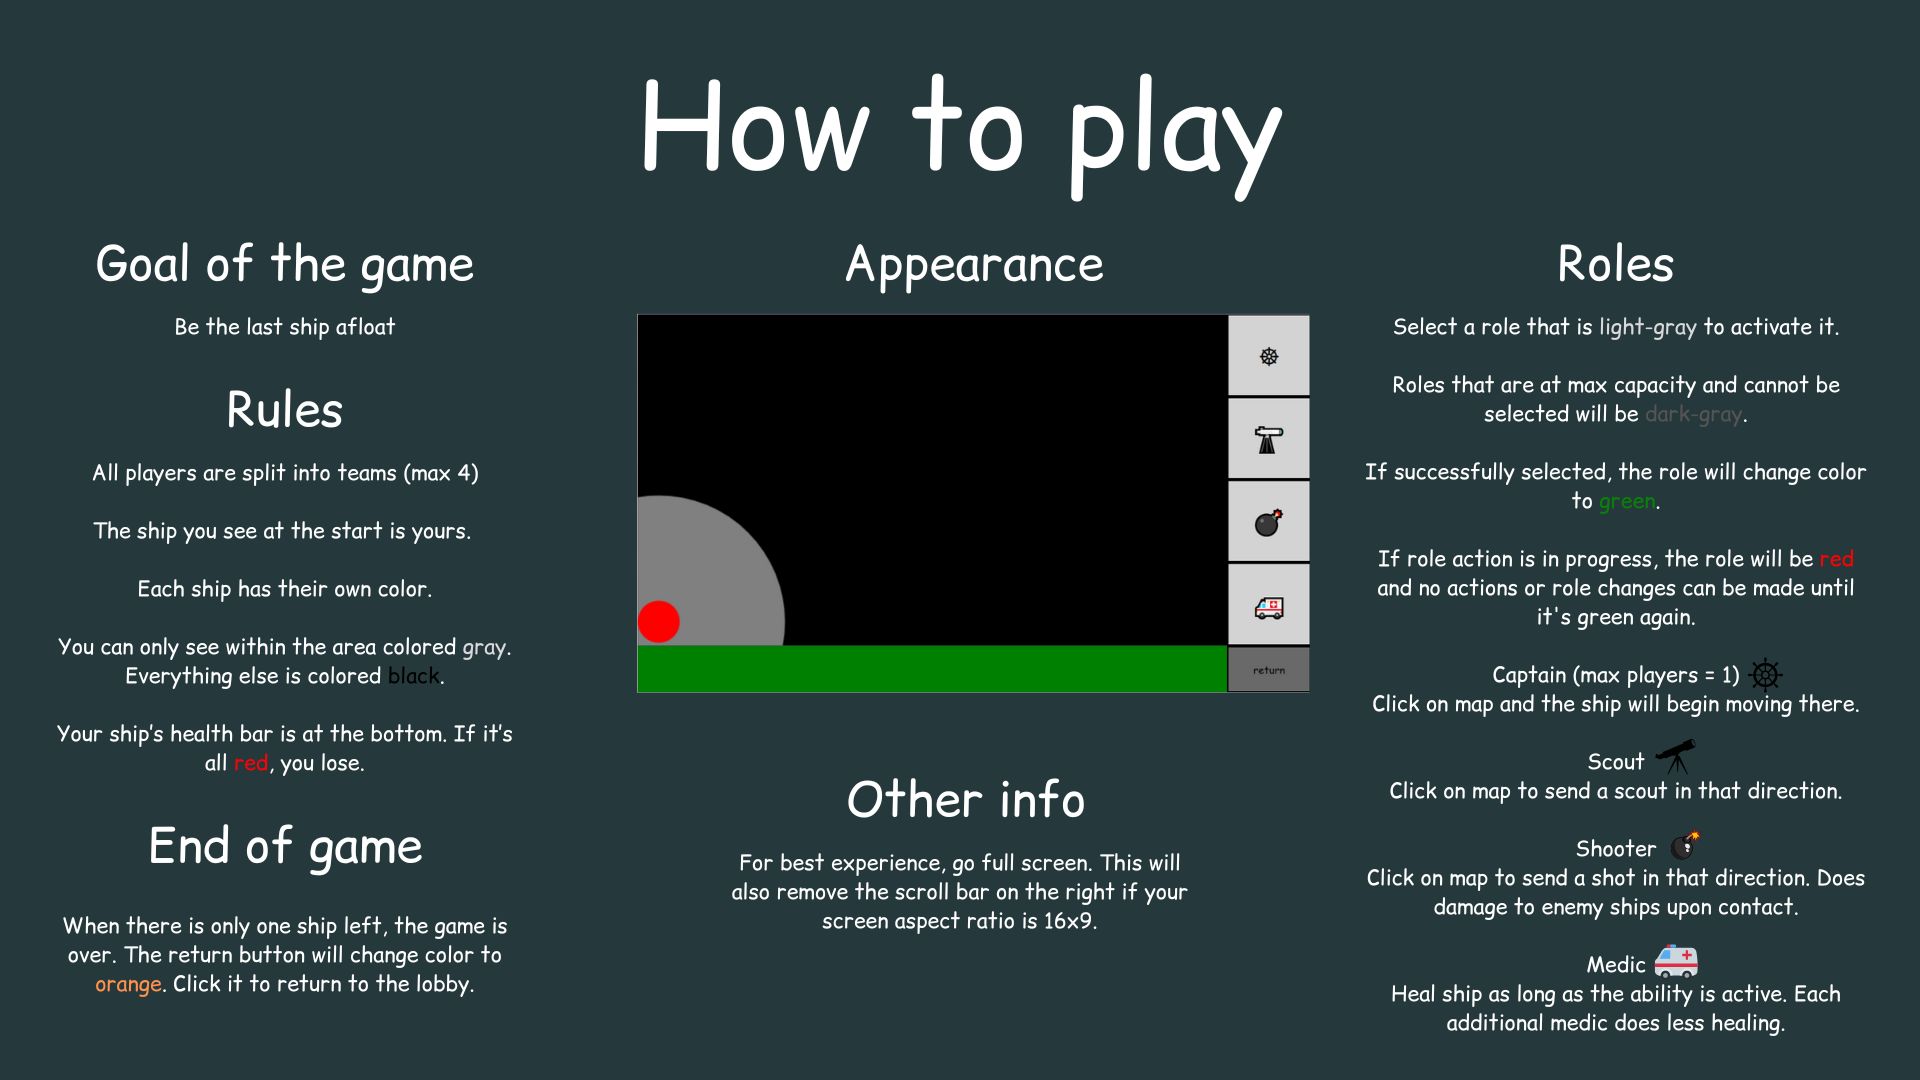 How to play
Goal of the game
Be the last ship afloat
Rules
All players are split into teams (max 4)
The ship you see at the start is yours.
Each ship has their own color.
You can only see within the area colored gray.
Everything else is colored black.
Your ship's health bar is at the bottom. If it's
all red, you lose.
End of game
When there is only one ship left, the game is
over. The return button will change color to
orange. Click it to return to the lobby.
Appearance
return
Other info
For best experience, go full screen. This will
also remove the scroll bar on the right if your
screen aspect ratio is 16x9.
Roles
Select a role that is light-gray to activate it.
Roles that are at max capacity and cannot be
selected will be dark-gray.
If successfully selected, the role will change color
to green.
If role action is in progress, the role will be red
and no actions or role changes can be made until
it's green again.
Captain (max players = 1)
Click on map and the ship will begin moving there.
Scout
Click on map to send a scout in that direction.
Shooter
Click on map to send a shot in that direction. Does
damage to enemy ships upon contact.
Medic
Heal ship as long as the ability is active. Each
additional medic does less healing.